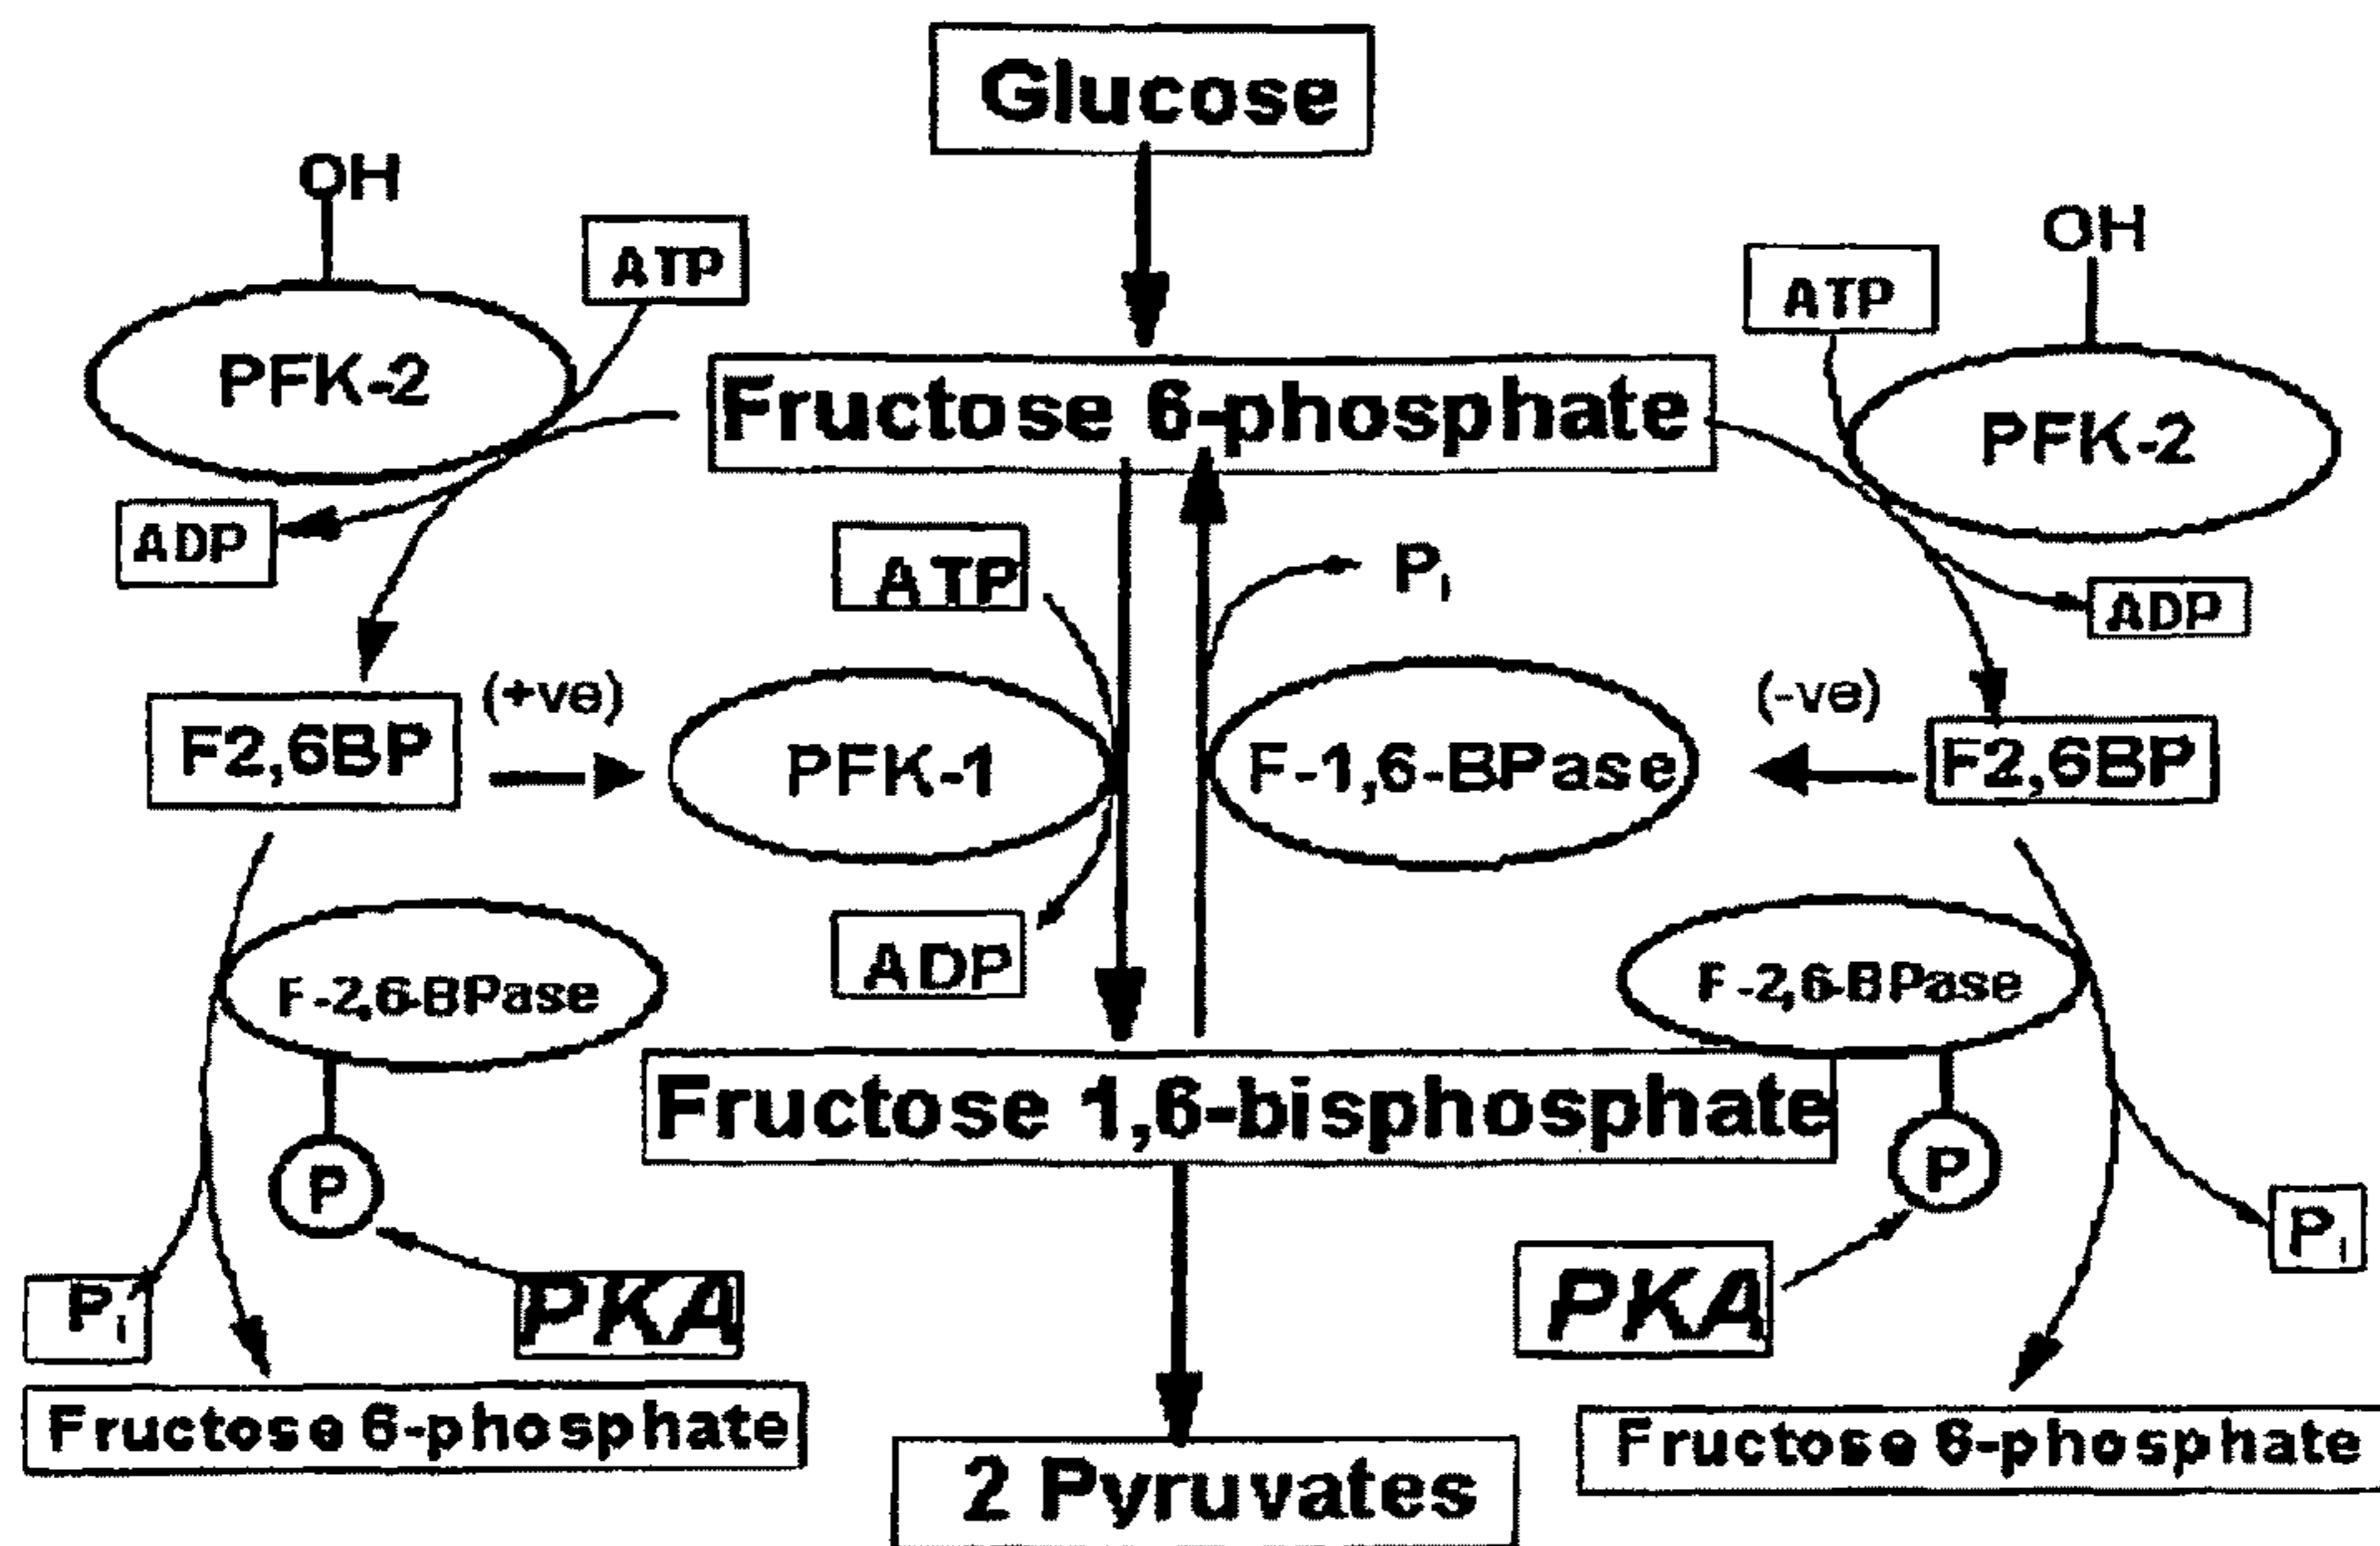 Glucose
OH
ATP
OH
ATP
PFK-2
Fructose 6-phosphate
PFK-2
ADP
ATP
Pi
ADP
F2,6BP
(+ve)
PFK-1
F-1,6-BPase
(-ve)
F2,6BP
ADP
F-2,6-BPase
F-2,6-BPase
Fructose 1,6-bisphosphate
P
P
Pi
PKA
PKA
Pi
Fructose 6-phosphate
2 Pyruvates
Fructose 6-phosphate